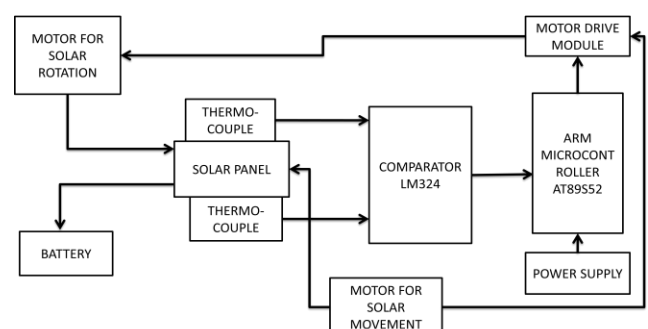 MOTOR FOR
SOLAR
ROTATION
MOTOR DRIVE
MODULE
THERMO-
COUPLE
SOLAR PANEL
THERMO-
COUPLE
COMPARATOR
LM324
ARM
MICROCONT
ROLLER
AT89S52
BATTERY
POWER SUPPLY
MOTOR FOR
SOLAR
MOVEMENT